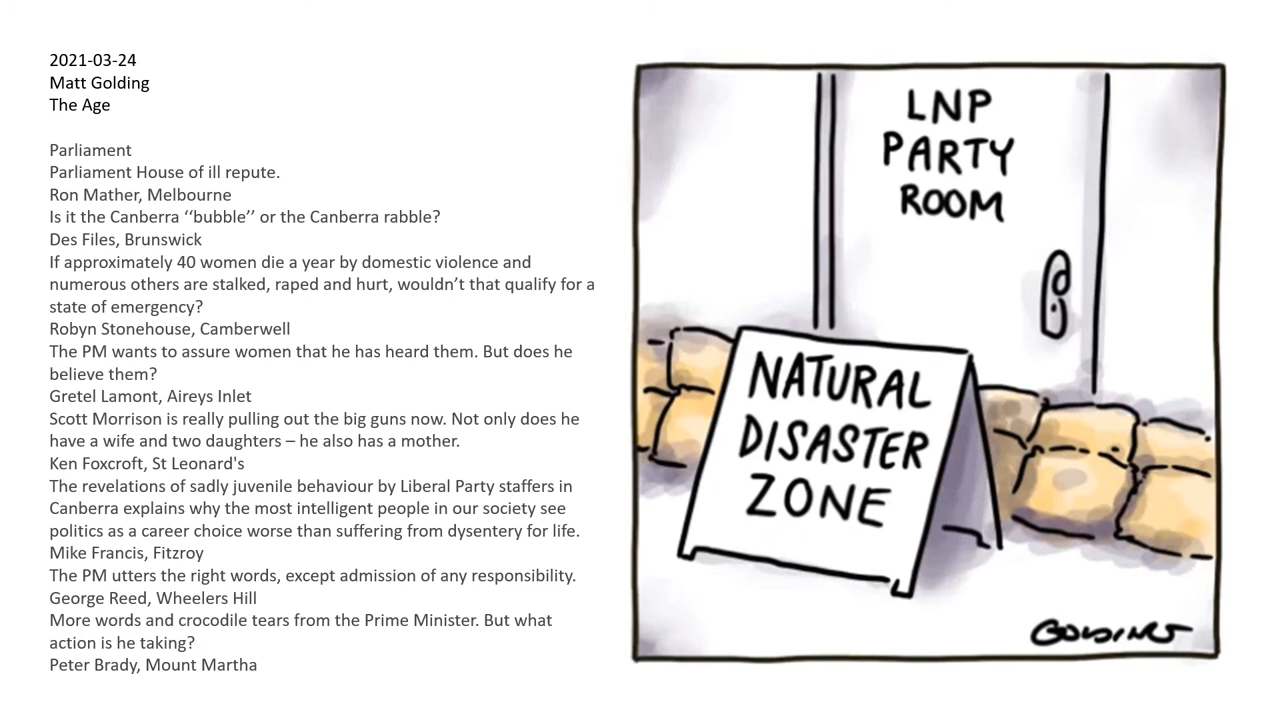 2021-03-24
Matt Golding
The Age
Parliament
Parliament House of ill repute.
Ron Mather, Melbourne
Is it the Canberra ‘‘bubble’’ or the Canberra rabble?
Des Files, Brunswick
If approximately 40 women die a year by domestic violence and
numerous others are stalked, raped and hurt, wouldn’t that qualify for a
state of emergency?
Robyn Stonehouse, Camberwell
The PM wants to assure women that he has heard them. But does he
believe them?
Gretel Lamont, Aireys Inlet
Scott Morrison is really pulling out the big guns now. Not only does he
have a wife and two daughters – he also has a mother.
Ken Foxcroft, St Leonard's
The revelations of sadly juvenile behaviour by Liberal Party staffers in
Canberra explains why the most intelligent people in our society see
politics as a career choice worse than suffering from dysentery for life.
Mike Francis, Fitzroy
The PM utters the right words, except admission of any responsibility.
George Reed, Wheelers Hill
More words and crocodile tears from the Prime Minister. But what
action is he taking?
Peter Brady, Mount Martha
LNP
PARTY
ROOM
NATURAL
DISASTER
ZONE
GOLDING